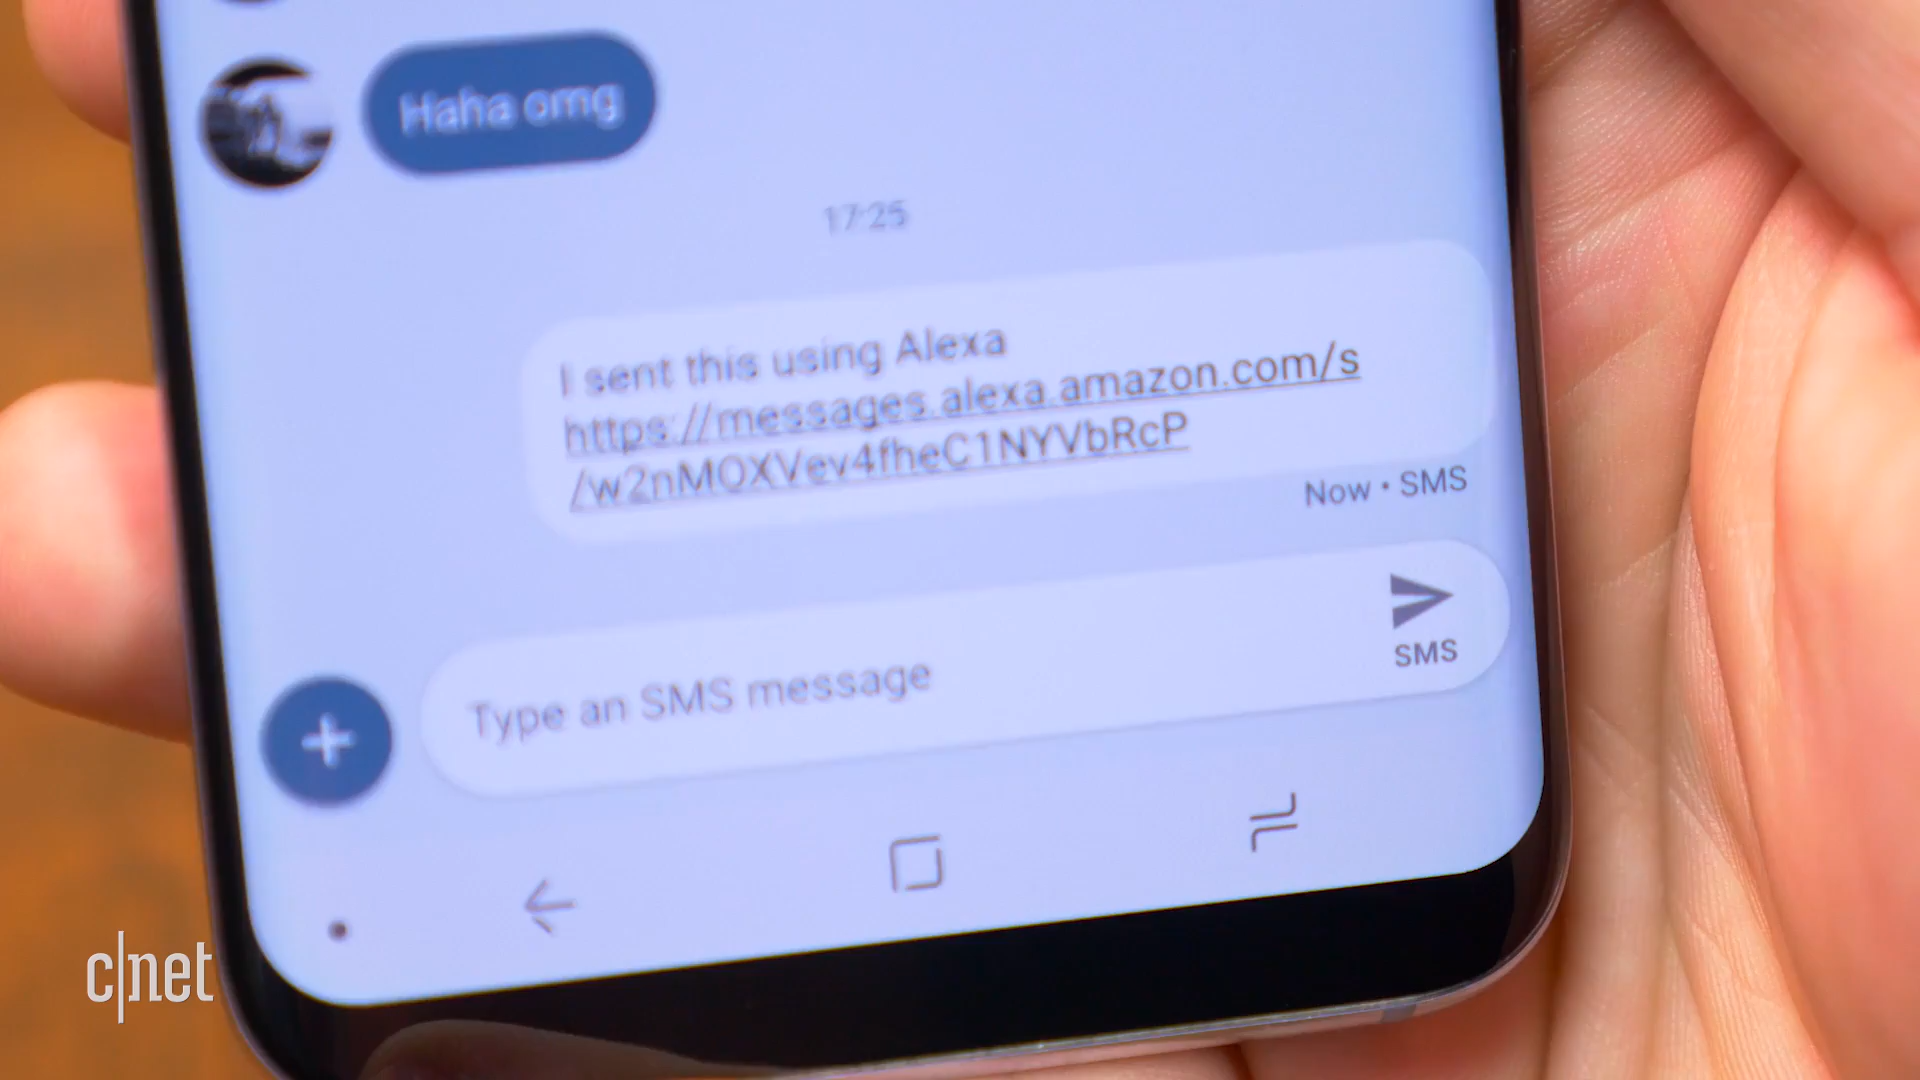 Haha omg
17:25
I sent this using Alexa
https://messages.alexa.amazon.com/s
/w2nMOXVev4fheC1NYVbRcP
Now • SMS
Type an SMS message
SMS
c|net